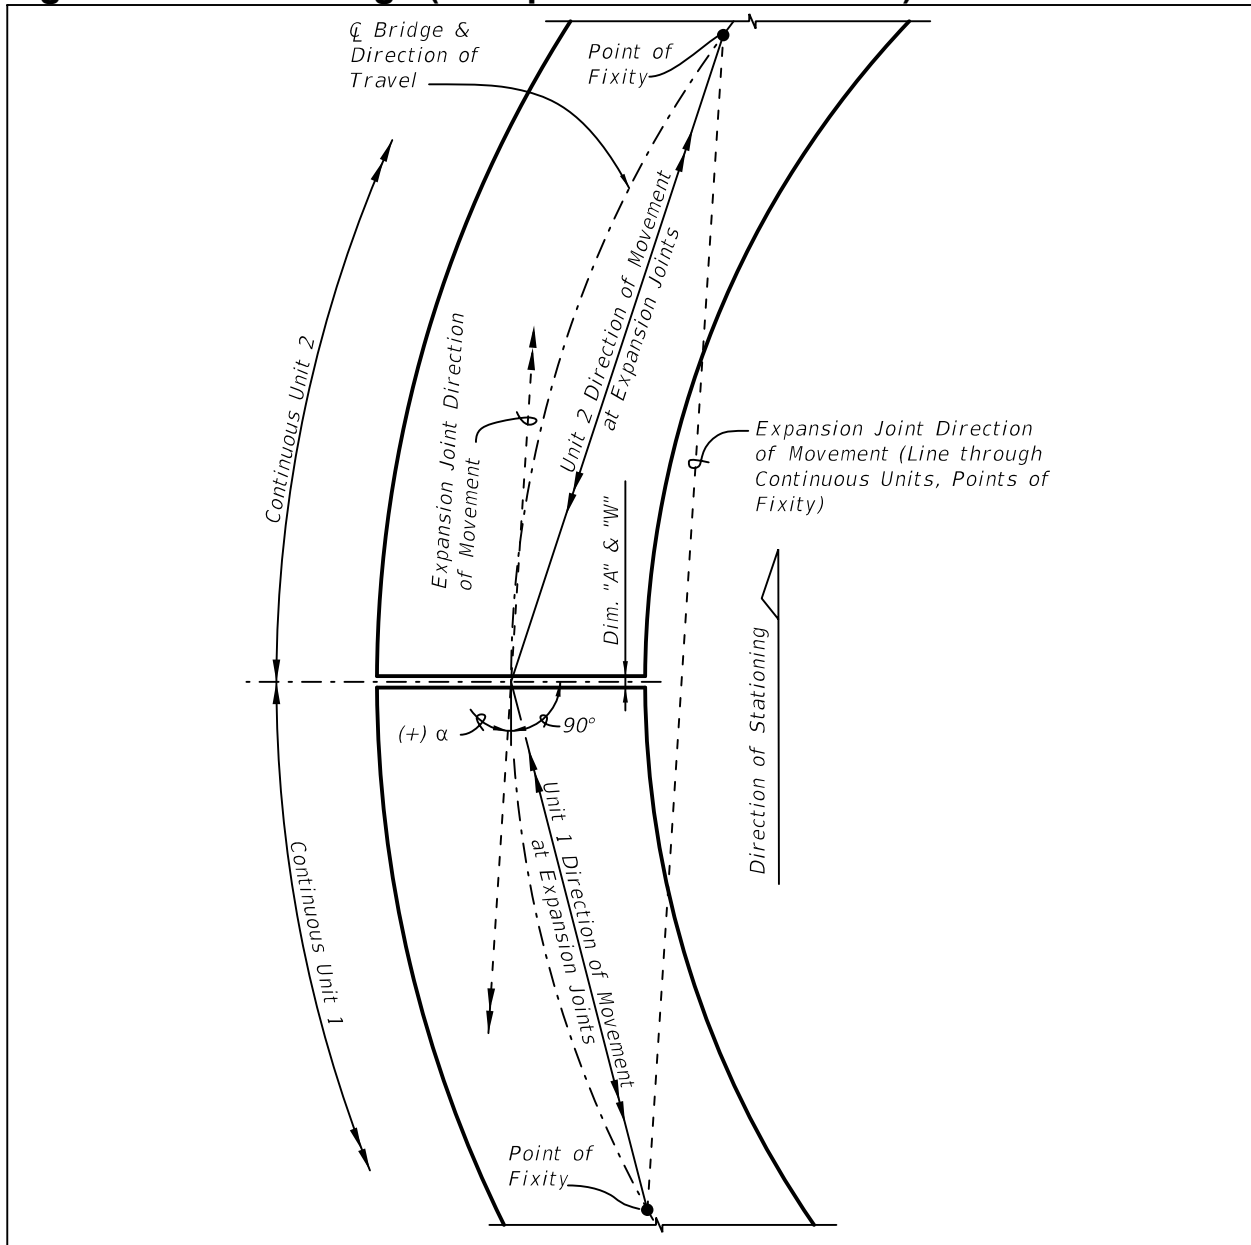 ℄ Bridge &
Direction of
Travel
Point of
Fixity
Continuous Unit 2
Expansion Joint Direction
of Movement
Unit 2 Direction of Movement
at Expansion Joints
Dim. "A" & "W"
Expansion Joint Direction
of Movement (Line through
Continuous Units, Points of
Fixity)
Direction of Stationing
(+) α
90°
Continuous Unit 1
Unit 1 Direction of Movement
at Expansion Joints
Point of
Fixity